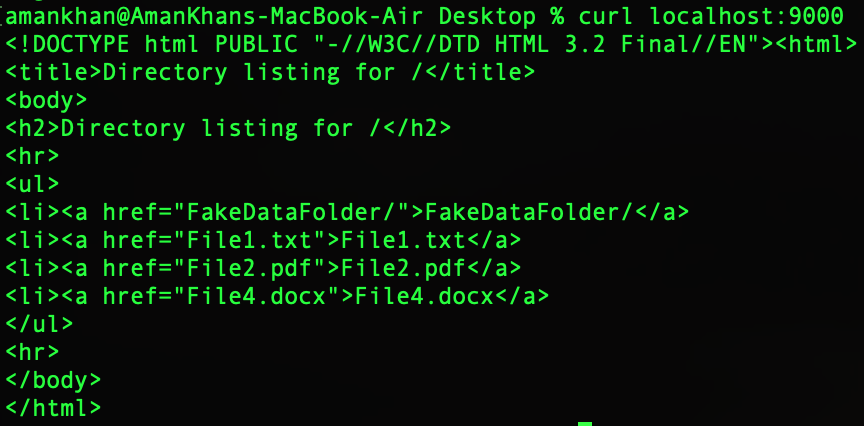 amankhan@AmanKhans-MacBook-Air Desktop % curl localhost:9000
<!DOCTYPE html PUBLIC "-//W3C//DTD HTML 3.2 Final//EN"><html>
<title>Directory listing for /</title>
<body>
<h2>Directory listing for /</h2>
<hr>
<ul>
<li><a href="FakeDataFolder/">FakeDataFolder/</a>
<li><a href="File1.txt">File1.txt</a>
<li><a href="File2.pdf">File2.pdf</a>
<li><a href="File4.docx">File4.docx</a>
</ul>
<hr>
</body>
</html>